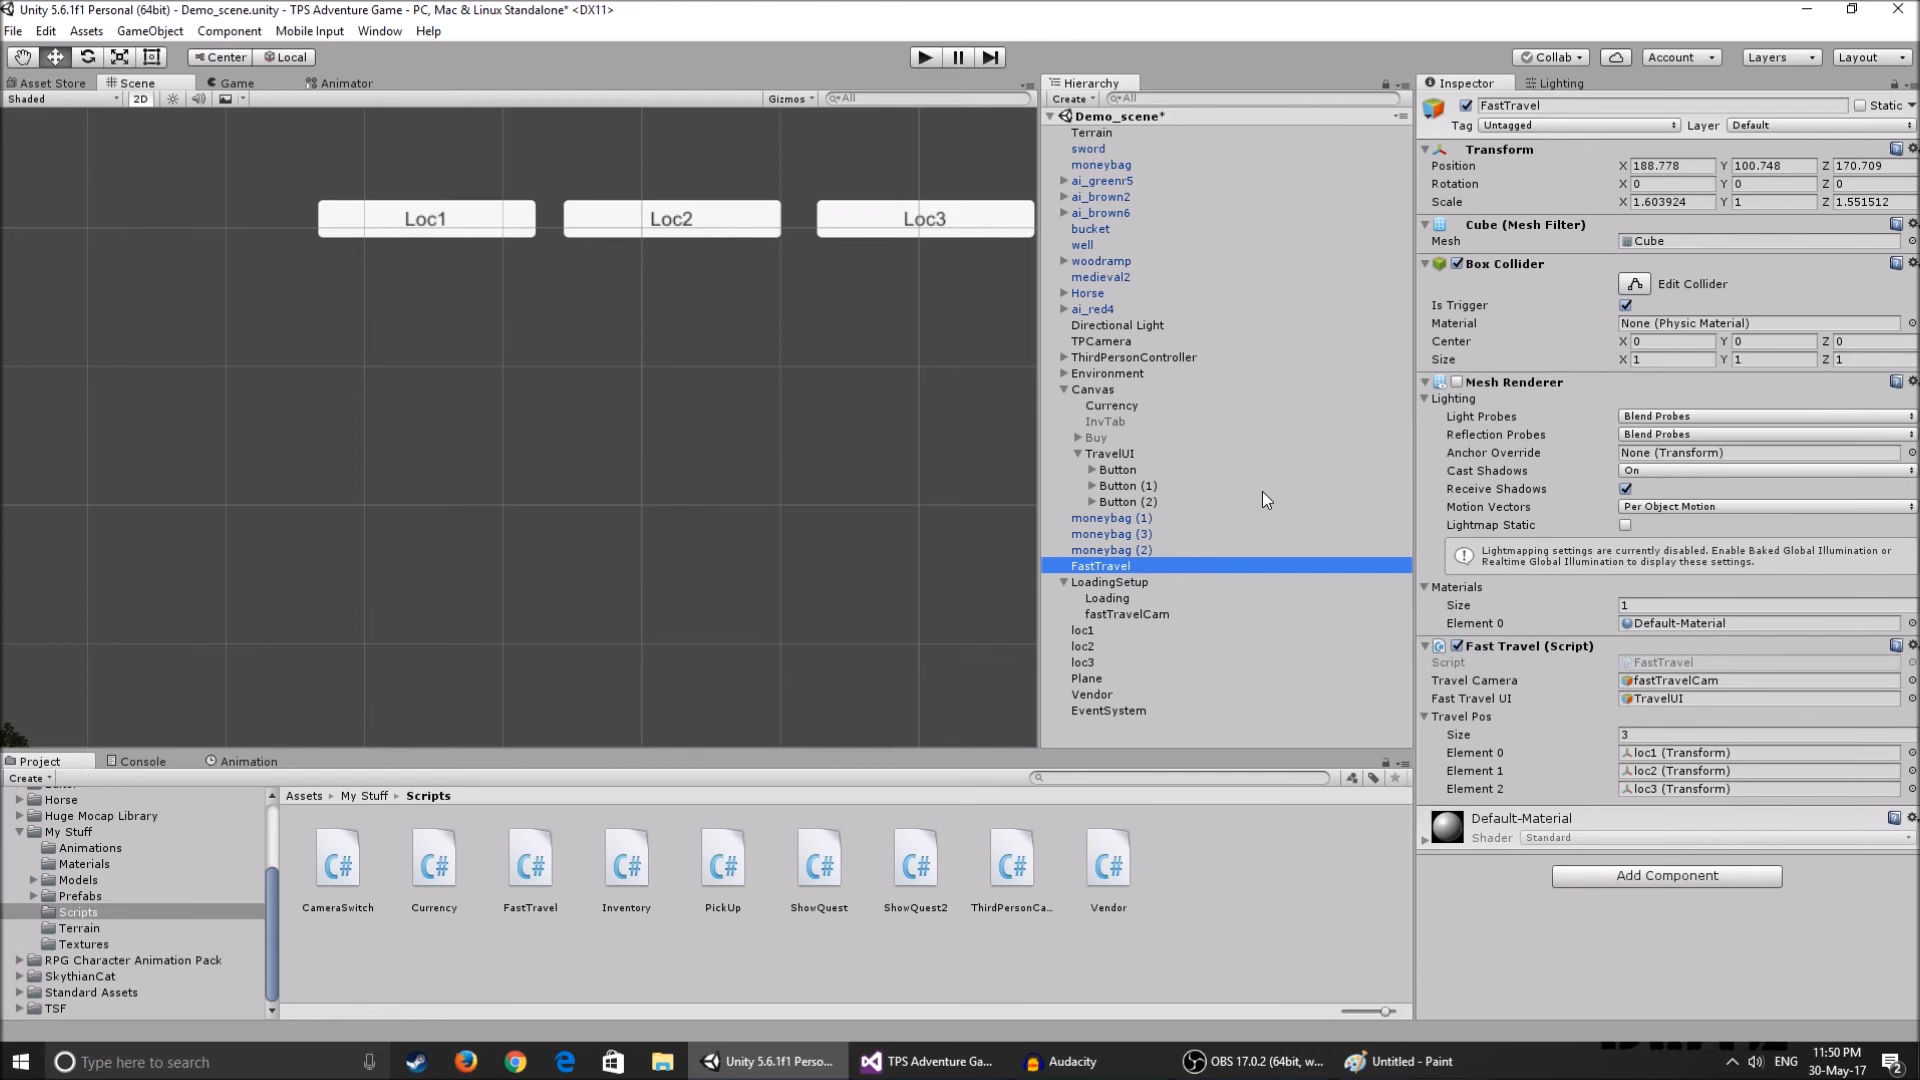 Unity 5.6.1f1 Personal (64bit) - Demo_scene.unity - TPS Adventure Game - PC, Mac & Linux Standalone* <DX11>
File Edit Assets GameObject Component Mobile Input Window Help
Center Local Collab Account Layers Layout
Asset Store Scene Game Animator
Shaded 2D Gizmos All
Loc1 Loc2 Loc3
Hierarchy
Create All
Demo_scene*
Terrain
sword
moneybag
ai_greenr5
ai_brown2
ai_brown6
bucket
well
woodramp
medieval2
Horse
ai_red4
Directional Light
TPCamera
ThirdPersonController
Environment
Canvas
Currency
InvTab
Buy
TravelUI
Button
Button (1)
Button (2)
moneybag (1)
moneybag (3)
moneybag (2)
FastTravel
LoadingSetup
Loading
fastTravelCam
loc1
loc2
loc3
Plane
Vendor
EventSystem
Inspector Lighting
FastTravel Static
Tag Untagged Layer Default
Transform
Position X 188.778 Y 100.748 Z 170.709
Rotation X 0 Y 0 Z 0
Scale X 1.603924 Y 1 Z 1.551512
Cube (Mesh Filter)
Mesh Cube
Box Collider
Edit Collider
Is Trigger
Material None (Physic Material)
Center X 0 Y 0 Z 0
Size X 1 Y 1 Z 1
Mesh Renderer
Lighting
Light Probes Blend Probes
Reflection Probes Blend Probes
Anchor Override None (Transform)
Cast Shadows On
Receive Shadows
Motion Vectors Per Object Motion
Lightmap Static
Lightmapping settings are currently disabled. Enable Baked Global Illumination or
Realtime Global Illumination to display these settings.
Materials
Size 1
Element 0 Default-Material
Fast Travel (Script)
Script FastTravel
Travel Camera fastTravelCam
Fast Travel UI TravelUI
Travel Pos
Size 3
Element 0 loc1 (Transform)
Element 1 loc2 (Transform)
Element 2 loc3 (Transform)
Default-Material
Shader Standard
Add Component
Project Console Animation
Create
Horse
Huge Mocap Library
My Stuff
Animations
Materials
Models
Prefabs
Scripts
Terrain
Textures
RPG Character Animation Pack
SkythianCat
Standard Assets
TSF
Assets My Stuff Scripts
C# C# C# C# C# C# C# C# C#
CameraSwitch Currency FastTravel Inventory PickUp ShowQuest ShowQuest2 ThirdPersonCa... Vendor
Type here to search Unity 5.6.1f1 Perso... TPS Adventure Ga... Audacity OBS 17.0.2 (64bit, w... Untitled - Paint ENG 11:50 PM
30-May-17 2